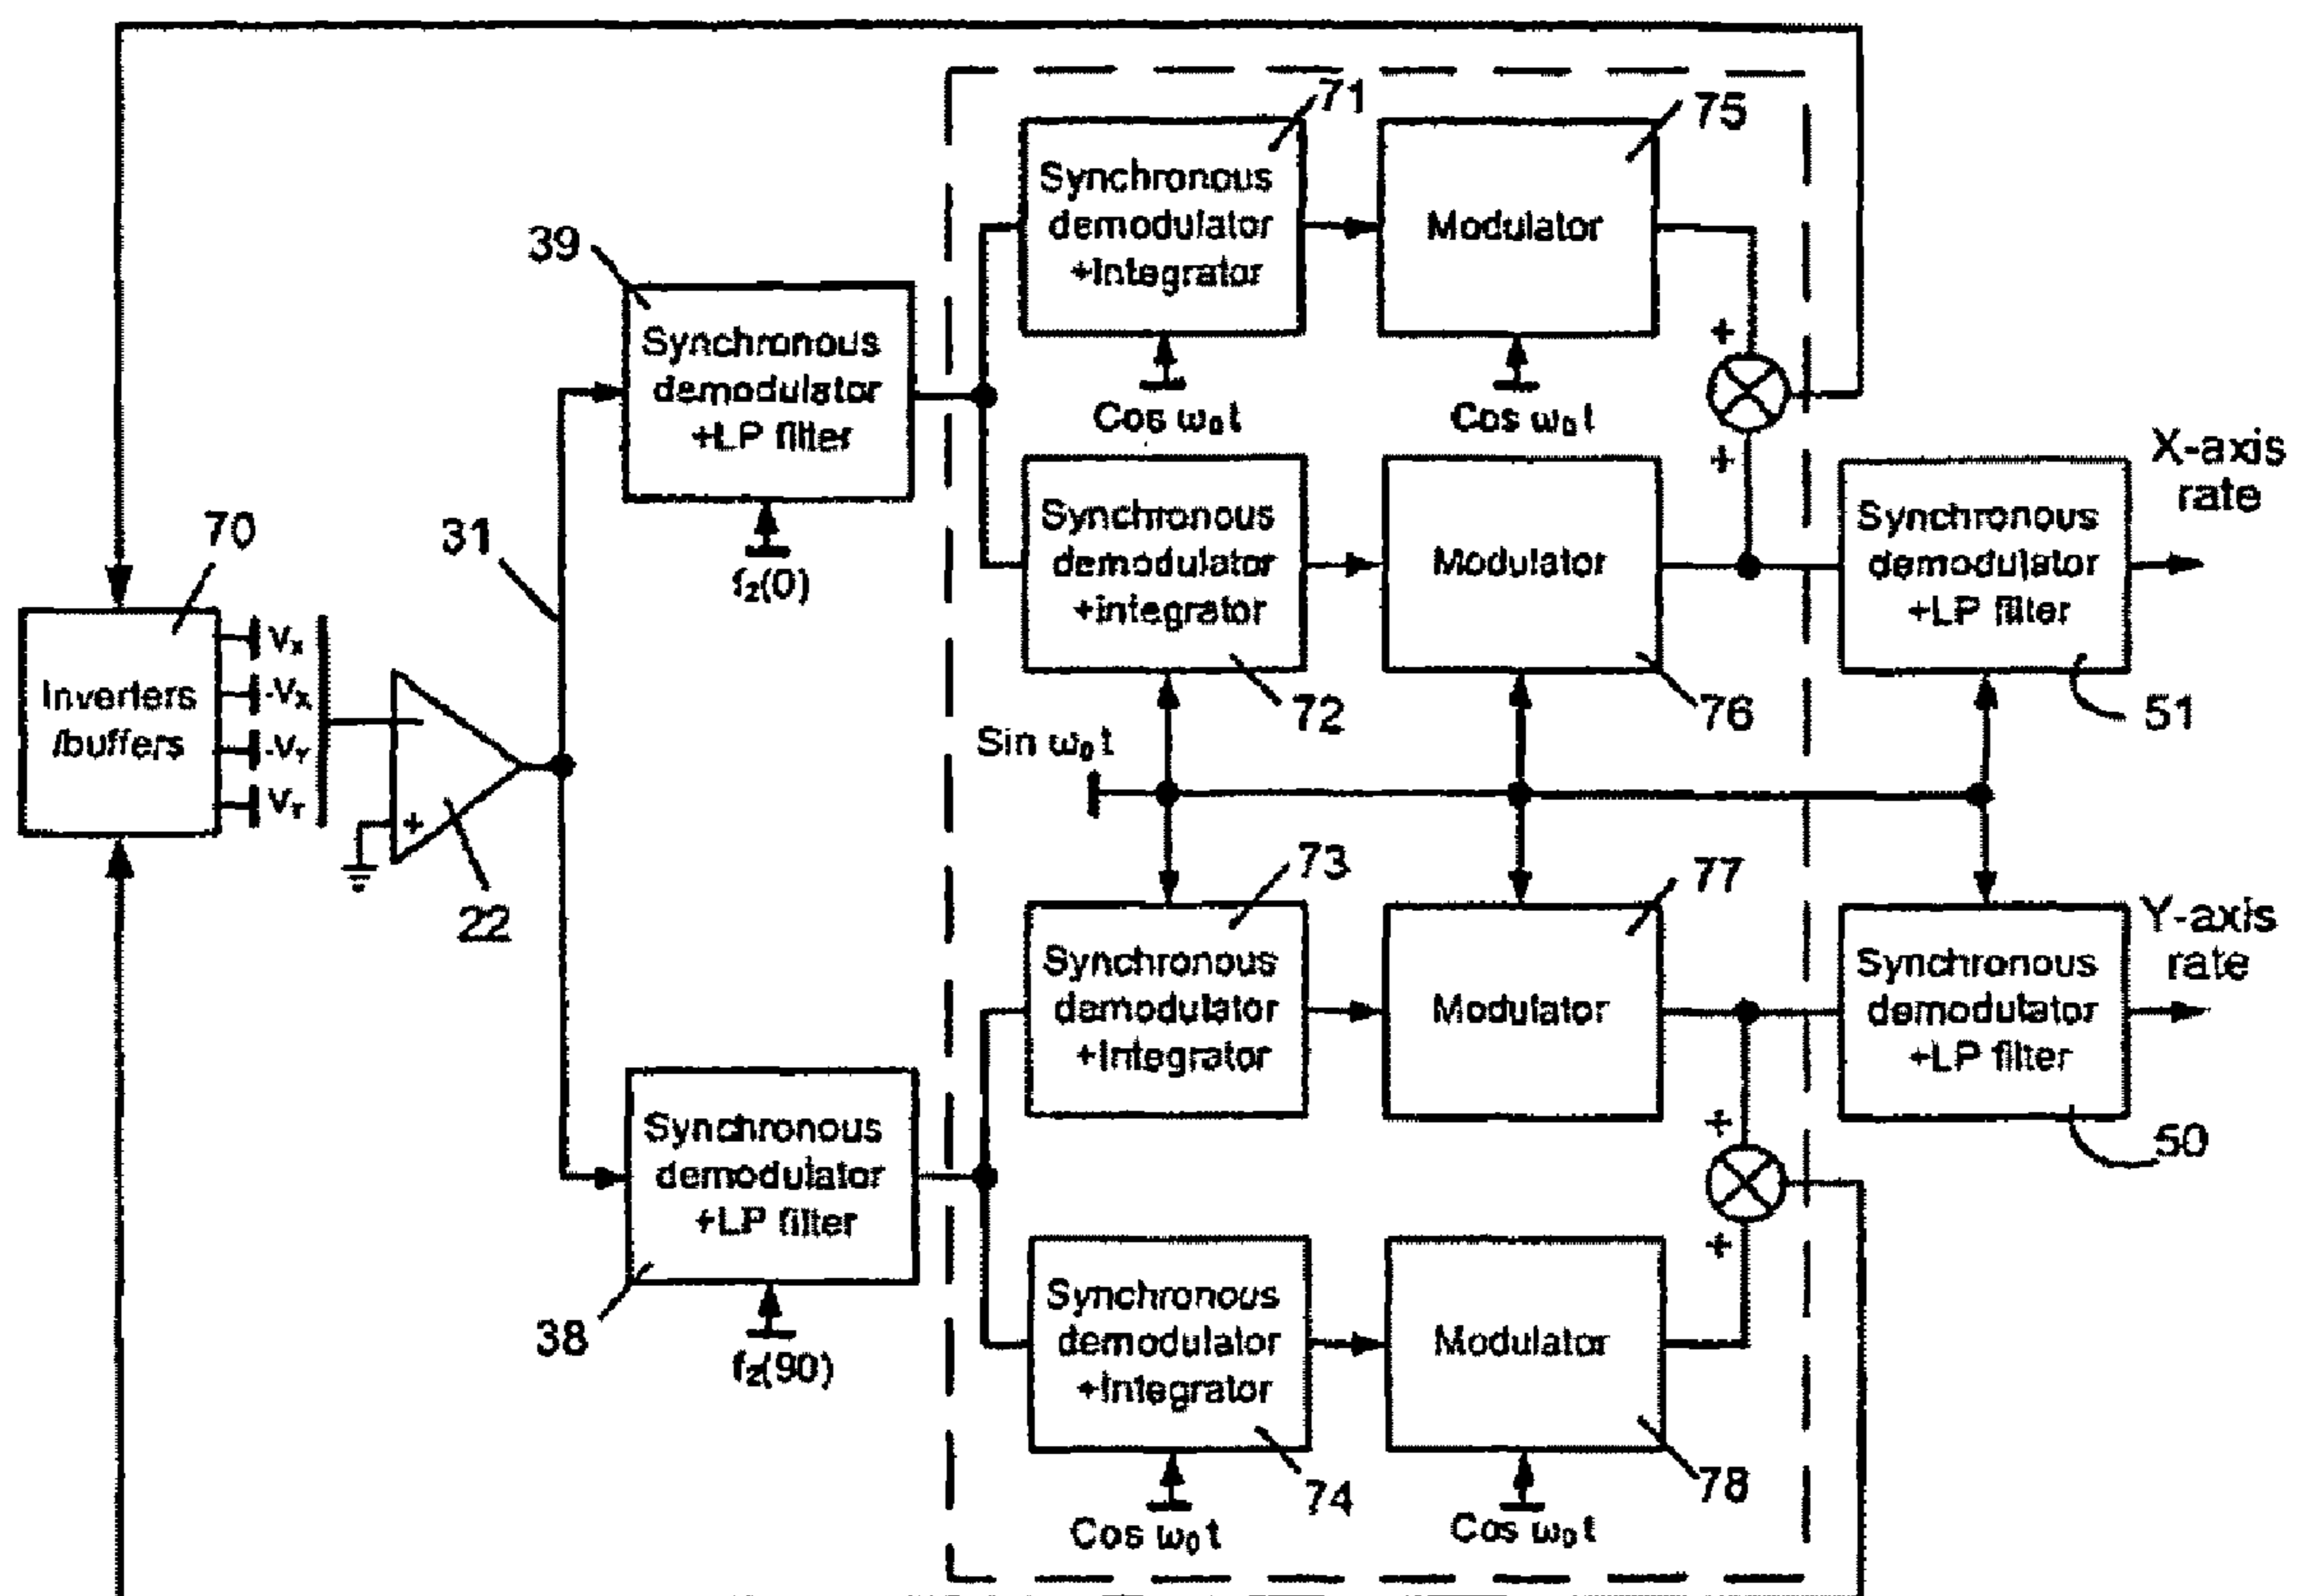 71
75
Synchronous
demodulator
+Integrator
Modulator
39
Synchronous
demodulator
+LP filter
+
Cos ω₀t
Cos ω₀t
+
X-axis
rate
70
31
f₂(0)
Synchronous
demodulator
+integrator
Modulator
Synchronous
demodulator
+LP filter
Inverters
/buffers
Vx
-Vx
-VY
VY
72
76
51
Sin ω₀t
+
22
73
77
Y-axis
rate
Synchronous
demodulator
+Integrator
Modulator
Synchronous
demodulator
+LP filter
Synchronous
demodulator
+LP filter
+
50
38
f₂(90)
+
Synchronous
demodulator
+Integrator
Modulator
74
78
Cos ω₀t
Cos ω₀t